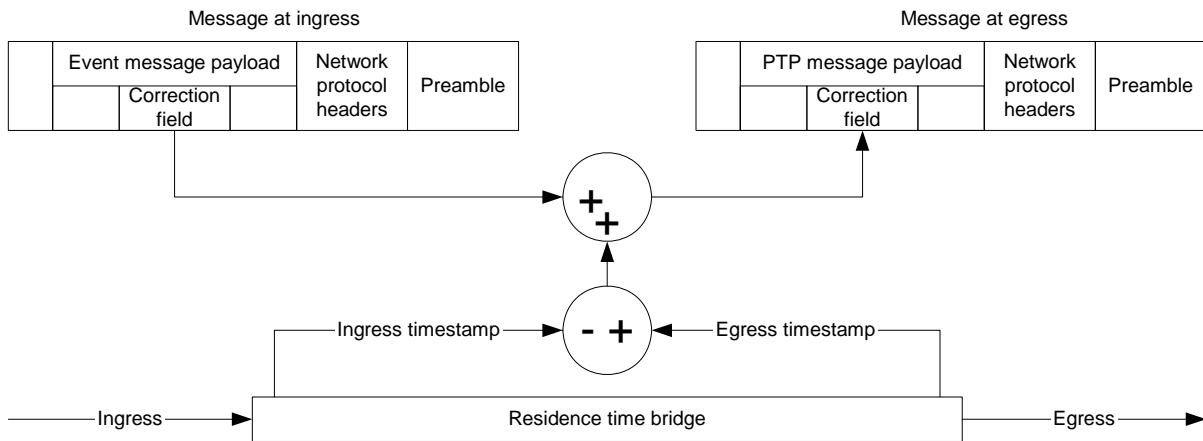 Message at ingress
Message at egress
Event message payload
Correction
field
Network
protocol
headers
Preamble
PTP message payload
Correction
field
Network
protocol
headers
Preamble
+
+
Ingress timestamp
- +
Egress timestamp
Ingress
Residence time bridge
Egress